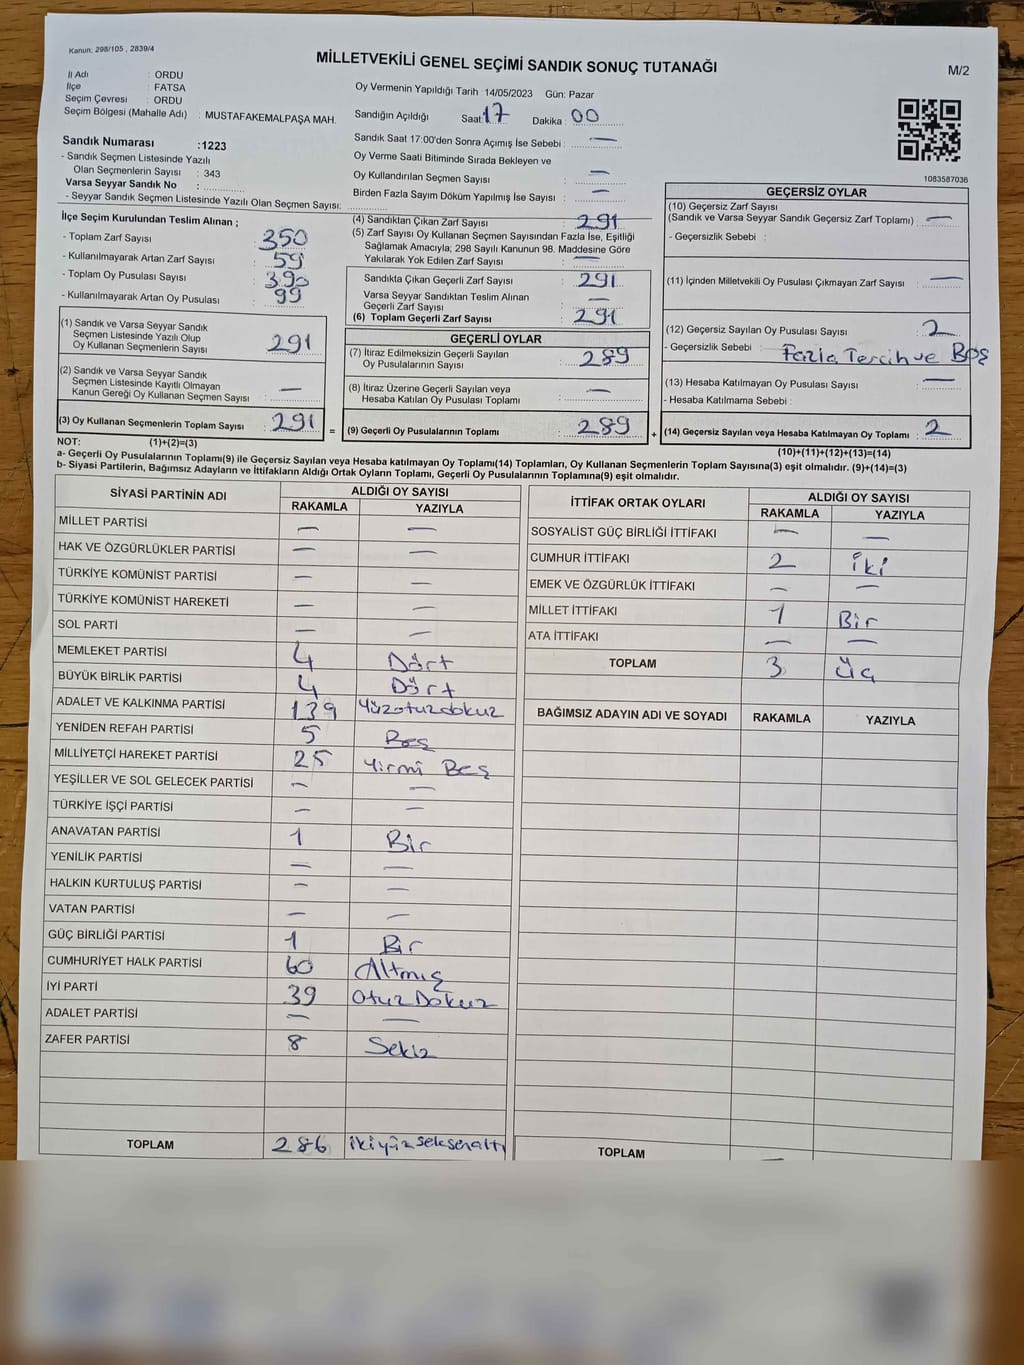 Kanun: 298/105 , 2839/4
MİLLETVEKİLİ GENEL SEÇİMİ SANDIK SONUÇ TUTANAĞI
M/2
İl Adı : ORDU
İlçe : FATSA
Seçim Çevresi : ORDU
Seçim Bölgesi (Mahalle Adı) : MUSTAFAKEMALPAŞA MAH.
Oy Vermenin Yapıldığı Tarih : 14/05/2023 Gün: Pazar
Sandığın Açıldığı Saat: 17 Dakika : 00
Sandık Saat 17:00'den Sonra Açımış İse Sebebi : —
Oy Verme Saati Bitiminde Sırada Bekleyen ve
Oy Kullandırılan Seçmen Sayısı : —
Birden Fazla Sayım Döküm Yapılmış İse Sayısı : —
1083587036
Sandık Numarası :1223
- Sandık Seçmen Listesinde Yazılı
Olan Seçmenlerin Sayısı : 343
Varsa Seyyar Sandık No :
- Seyyar Sandık Seçmen Listesinde Yazılı Olan Seçmen Sayısı:
İlçe Seçim Kurulundan Teslim Alınan ;
- Toplam Zarf Sayısı : 350
- Kullanılmayarak Artan Zarf Sayısı : 59
- Toplam Oy Pusulası Sayısı : 390
- Kullanılmayarak Artan Oy Pusulası : 99
(1) Sandık ve Varsa Seyyar Sandık
Seçmen Listesinde Yazılı Olup
Oy Kullanan Seçmenlerin Sayısı : 291
(2) Sandık ve Varsa Seyyar Sandık
Seçmen Listesinde Kayıtlı Olmayan
Kanun Gereği Oy Kullanan Seçmen Sayısı : —
(3) Oy Kullanan Seçmenlerin Toplam Sayısı : 291 =
(4) Sandıktan Çıkan Zarf Sayısı : 291
(5) Zarf Sayısı Oy Kullanan Seçmen Sayısından Fazla İse, Eşitliği
Sağlamak Amacıyla; 298 Sayılı Kanunun 98. Maddesine Göre
Yakılarak Yok Edilen Zarf Sayısı : —
Sandıkta Çıkan Geçerli Zarf Sayısı : 291
Varsa Seyyar Sandıktan Teslim Alınan
Geçerli Zarf Sayısı : —
(6) Toplam Geçerli Zarf Sayısı : 291
GEÇERLİ OYLAR
(7) İtiraz Edilmeksizin Geçerli Sayılan
Oy Pusulalarının Sayısı : 289
(8) İtiraz Üzerine Geçerli Sayılan veya
Hesaba Katılan Oy Pusulası Toplamı : —
(9) Geçerli Oy Pusulalarının Toplamı : 289 +
GEÇERSİZ OYLAR
(10) Geçersiz Zarf Sayısı
(Sandık ve Varsa Seyyar Sandık Geçersiz Zarf Toplamı) : —
- Geçersizlik Sebebi :
(11) İçinden Milletvekili Oy Pusulası Çıkmayan Zarf Sayısı : —
(12) Geçersiz Sayılan Oy Pusulası Sayısı : 2
- Geçersizlik Sebebi : Fazla Tercih ve Boş
(13) Hesaba Katılmayan Oy Pusulası Sayısı : —
- Hesaba Katılmama Sebebi :
(14) Geçersiz Sayılan veya Hesaba Katılmayan Oy Toplamı : 2
NOT: (1)+(2)=(3)
(10)+(11)+(12)+(13)=(14)
a- Geçerli Oy Pusulalarının Toplamı(9) ile Geçersiz Sayılan veya Hesaba katılmayan Oy Toplamı(14) Toplamları, Oy Kullanan Seçmenlerin Toplam Sayısına(3) eşit olmalıdır. (9)+(14)=(3)
b- Siyasi Partilerin, Bağımsız Adayların ve İttifakların Aldığı Ortak Oyların Toplamı, Geçerli Oy Pusulalarının Toplamına(9) eşit olmalıdır.
SİYASİ PARTİNİN ADI ALDIĞI OY SAYISI
RAKAMLA YAZIYLA
MİLLET PARTİSİ — —
HAK VE ÖZGÜRLÜKLER PARTİSİ — —
TÜRKİYE KOMÜNİST PARTİSİ — —
TÜRKİYE KOMÜNİST HAREKETİ — —
SOL PARTİ — —
MEMLEKET PARTİSİ 4 Dört
BÜYÜK BİRLİK PARTİSİ 4 Dört
ADALET VE KALKINMA PARTİSİ 139 Yüzotuzdokuz
YENİDEN REFAH PARTİSİ 5 Beş
MİLLİYETÇİ HAREKET PARTİSİ 25 Yirmi Beş
YEŞİLLER VE SOL GELECEK PARTİSİ — —
TÜRKİYE İŞÇİ PARTİSİ — —
ANAVATAN PARTİSİ 1 Bir
YENİLİK PARTİSİ — —
HALKIN KURTULUŞ PARTİSİ — —
VATAN PARTİSİ — —
GÜÇ BİRLİĞİ PARTİSİ 1 Bir
CUMHURİYET HALK PARTİSİ 60 Altmış
İYİ PARTİ 39 Otuz Dokuz
ADALET PARTİSİ — —
ZAFER PARTİSİ 8 Sekiz
TOPLAM 286 ikiyüz seksenaltı
İTTİFAK ORTAK OYLARI ALDIĞI OY SAYISI
RAKAMLA YAZIYLA
SOSYALİST GÜÇ BİRLİĞİ İTTİFAKI — —
CUMHUR İTTİFAKI 2 iki
EMEK VE ÖZGÜRLÜK İTTİFAKI — —
MİLLET İTTİFAKI 1 Bir
ATA İTTİFAKI — —
TOPLAM 3 Üç
BAĞIMSIZ ADAYIN ADI VE SOYADI RAKAMLA YAZIYLA
TOPLAM —